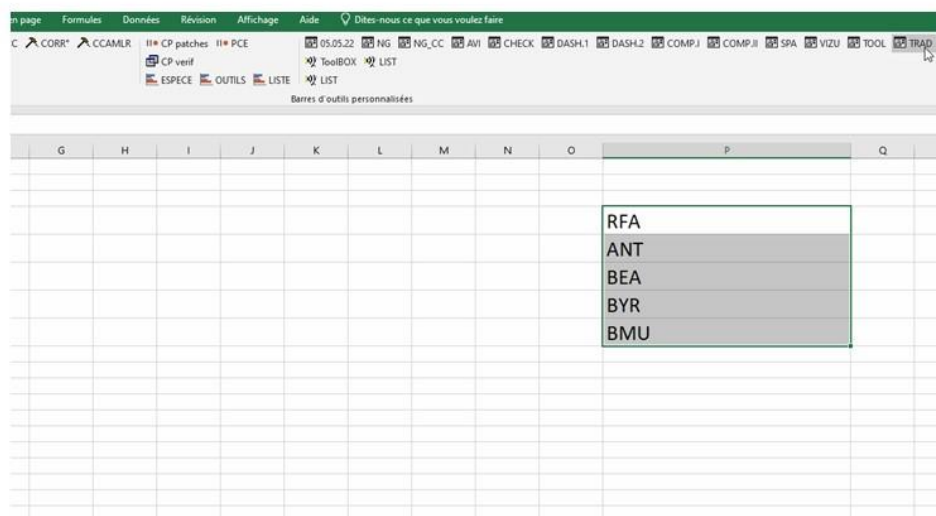 en page Formules Données Révision Affichage Aide Dites-nous ce que vous voulez faire
C CORR* CCAMLR CP patches PCE 05.05.22 NG NG_CC AVI CHECK DASH.1 DASH.2 COMP.I COMP.II SPA VIZU TOOL TRAD
CP verif ToolBOX LIST
ESPECE OUTILS LISTE LIST
Barres d'outils personnalisées
G H I J K L M N O P Q
RFA
ANT
BEA
BYR
BMU